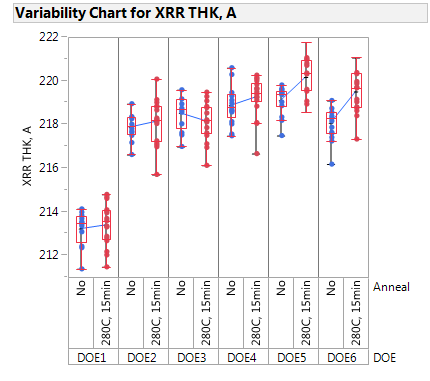 Variability Chart for XRR THK, A
222
220
218
216
214
212
XRR THK, A
No
280C, 15min
No
280C, 15min
No
280C, 15min
No
280C, 15min
No
280C, 15min
No
280C, 15min
Anneal
DOE1 DOE2 DOE3 DOE4 DOE5 DOE6 DOE